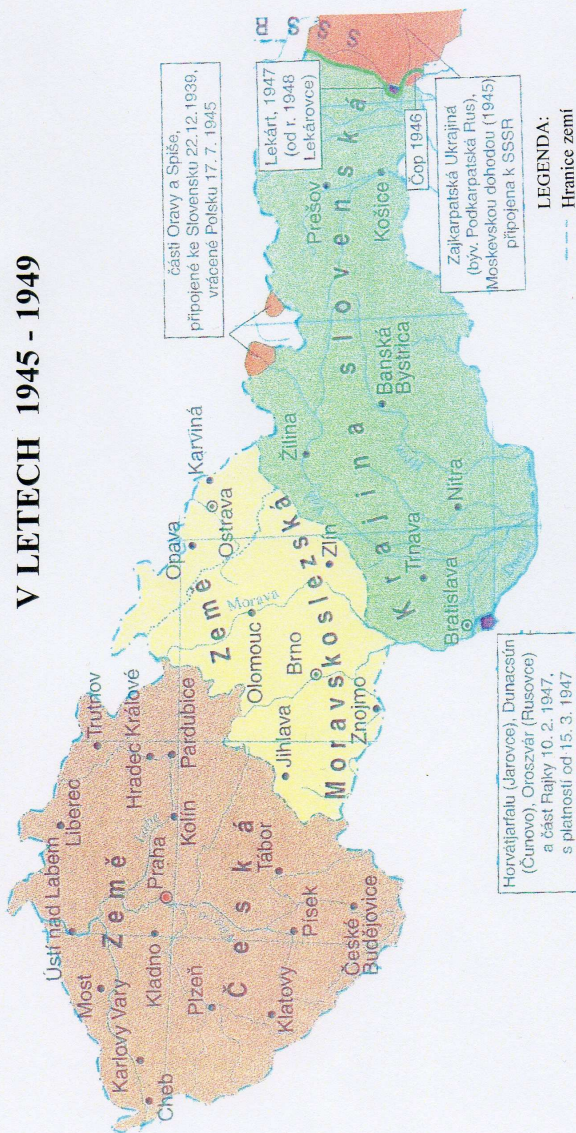 V LETECH 1945 - 1949
části Oravy a Spiše,
připojené ke Slovensku 22.12.1939,
vrácené Polsku 17. 7. 1945
Lekárt, 1947
(od r. 1948
Lekárovce)
Čop 1946
Zajkarpatská Ukrajina
(býv. Podkarpatská Rus),
Moskevskou dohodou (1945)
připojena k SSSR
S S S
Země Česká
Ústí nad Labem
Liberec
Trutnov
Most
Karlovy Vary
Cheb
Kladno
Praha
Hradec Králové
Pardubice
Kolín
Plzeň
Klatovy
Tábor
Písek
České
Budějovice
Země
Moravskoslezská
Opava
Karviná
Ostrava
Olomouc
Morava
Jihlava
Brno
Zlín
Znojmo
Krajina slovenská
Žilina
Prešov
Košice
Banská
Bystrica
Trnava
Nitra
Bratislava
Horvátjarfalu (Jarovce), Dunacsún
(Čunovo), Oroszvár (Rusovce)
a část Rajky 10. 2. 1947,
s platností od 15. 3. 1947
LEGENDA:
Hranice zemí